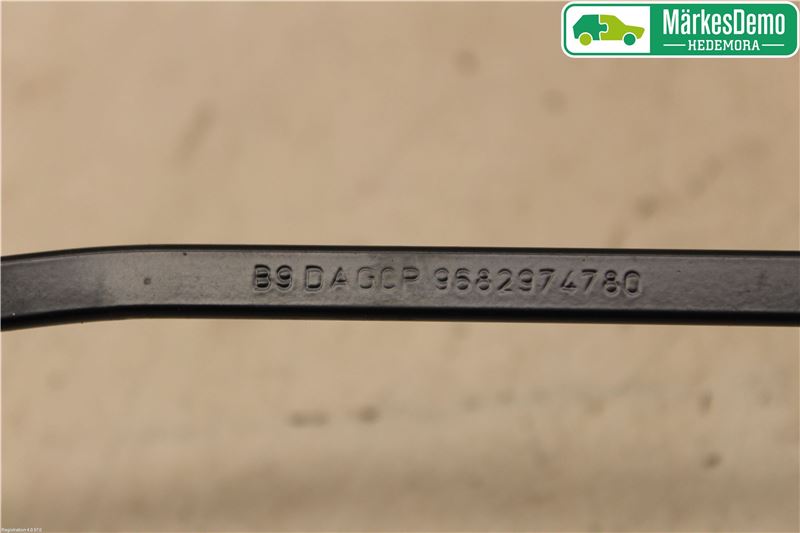 MärkesDemo
HEDEMORA
B9 DAGCP 9682974780